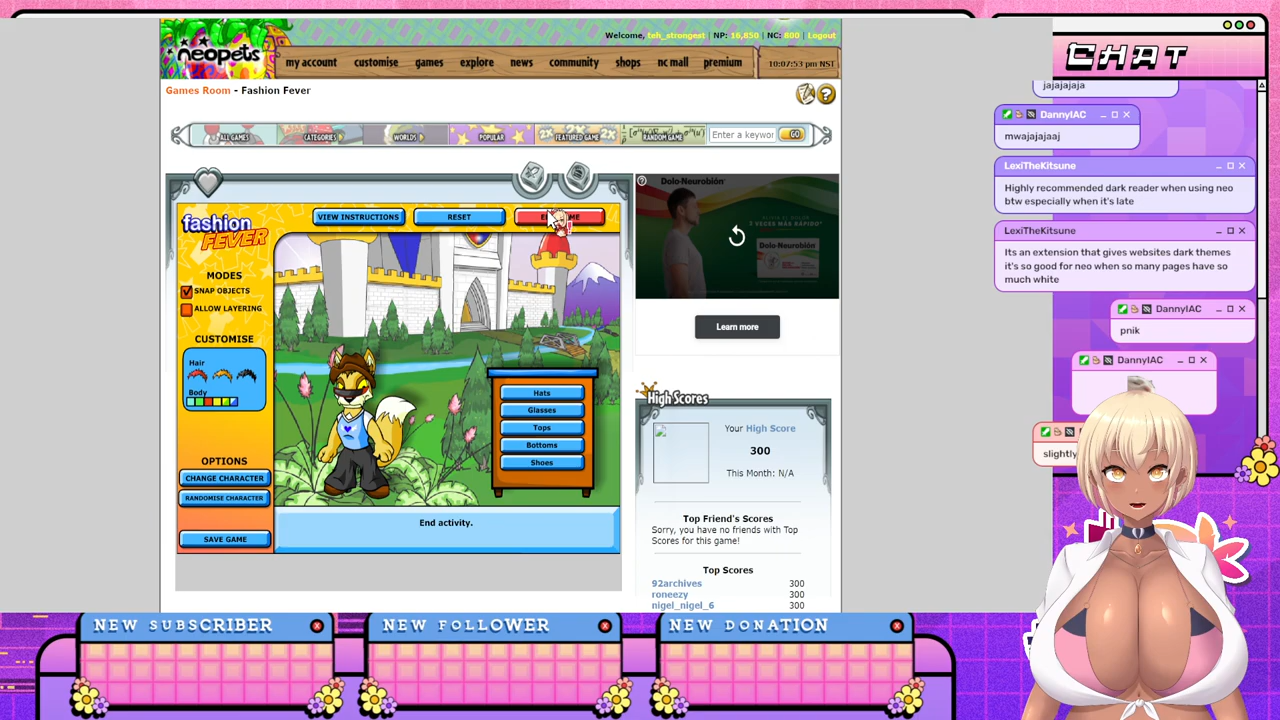 neopets
Welcome, teh_strongest | NP: 16,850 | NC: 800 | Logout
my account customise games explore news community shops nc mall premium
10:07:53 pm NST
Games Room - Fashion Fever
ALL GAMES CATEGORIES WORLDS POPULAR 2X FEATURED GAME 2X RANDOM GAME Enter a keywor GO
fashion
FEVER
VIEW INSTRUCTIONS
RESET
MODES
SNAP OBJECTS
ALLOW LAYERING
CUSTOMISE
Hair
Body
OPTIONS
CHANGE CHARACTER
RANDOMISE CHARACTER
SAVE GAME
Hats
Glasses
Tops
Bottoms
Shoes
End activity.
Dolo-Neurobión
Dolo-Neurobión
Learn more
High Scores
Your High Score
300
This Month: N/A
Top Friend's Scores
Sorry, you have no friends with Top
Scores for this game!
Top Scores
92archives 300
roneezy 300
nigel_nigel_6 300
CHAT
jajajajaja
DannyIAC
mwajajajaaj
LexiTheKitsune
Highly recommended dark reader when using neo
btw especially when it's late
LexiTheKitsune
Its an extension that gives websites dark themes
it's so good for neo when so many pages have so
much white
DannyIAC
pnik
DannyIAC
slightly
NEW SUBSCRIBER
NEW FOLLOWER
NEW DONATION